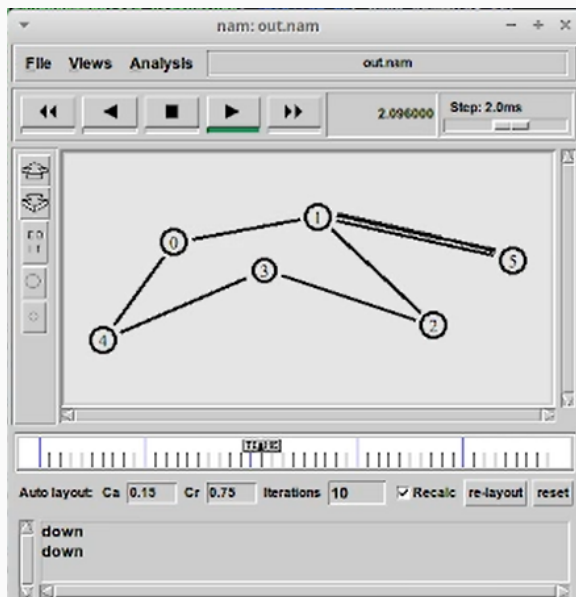 nam: out.nam
File Views Analysis out.nam
2.096000 Step: 2.0ms
1
0
5
3
2
4
TIME
Auto layout: Ca 0.15 Cr 0.75 Iterations 10 Recalc re-layout reset
down
down